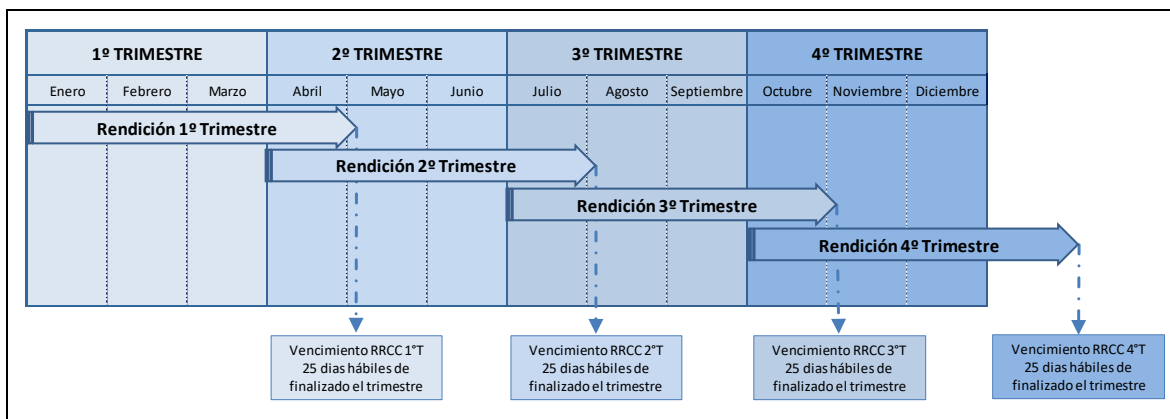 1º TRIMESTRE 2º TRIMESTRE 3º TRIMESTRE 4º TRIMESTRE
Enero Febrero Marzo Abril Mayo Junio Julio Agosto Septiembre Octubre Noviembre Diciembre
Rendición 1º Trimestre
Rendición 2º Trimestre
Rendición 3º Trimestre
Rendición 4º Trimestre
Vencimiento RRCC 1°T
25 dias hábiles de
finalizado el trimestre
Vencimiento RRCC 2°T
25 dias hábiles de
finalizado el trimestre
Vencimiento RRCC 3°T
25 dias hábiles de
finalizado el trimestre
Vencimiento RRCC 4°T
25 dias hábiles de
finalizado el trimestre